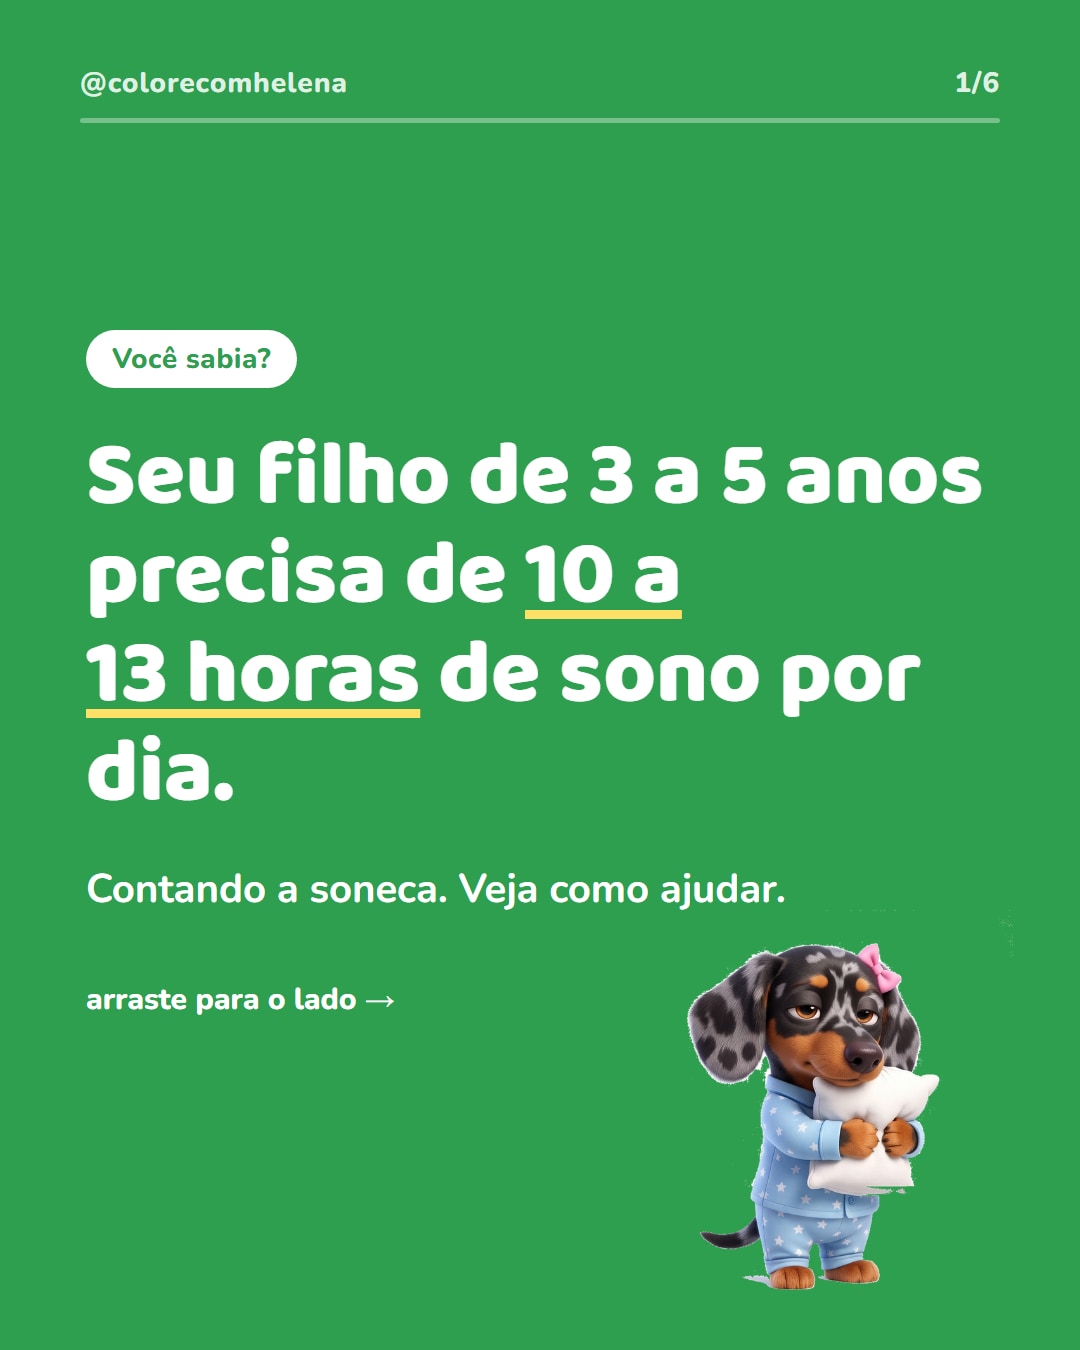 @colorecomhelena
1/6
Você sabia?
Seu filho de 3 a 5 anos
precisa de 10 a
13 horas de sono por
dia.
Contando a soneca. Veja como ajudar.
arraste para o lado →